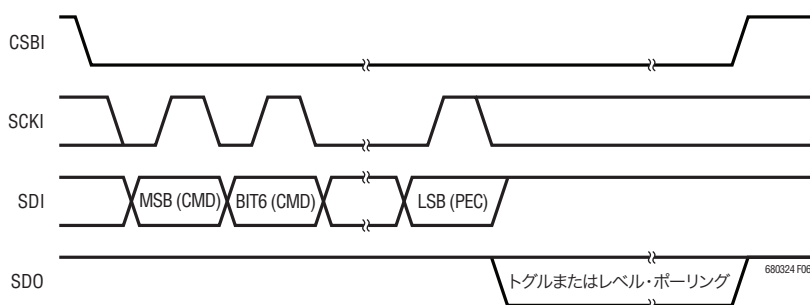 CSBI
SCKI
SDI
MSB (CMD)
BIT6 (CMD)
LSB (PEC)
SDO
トグルまたはレベル・ポーリング
680324 F06